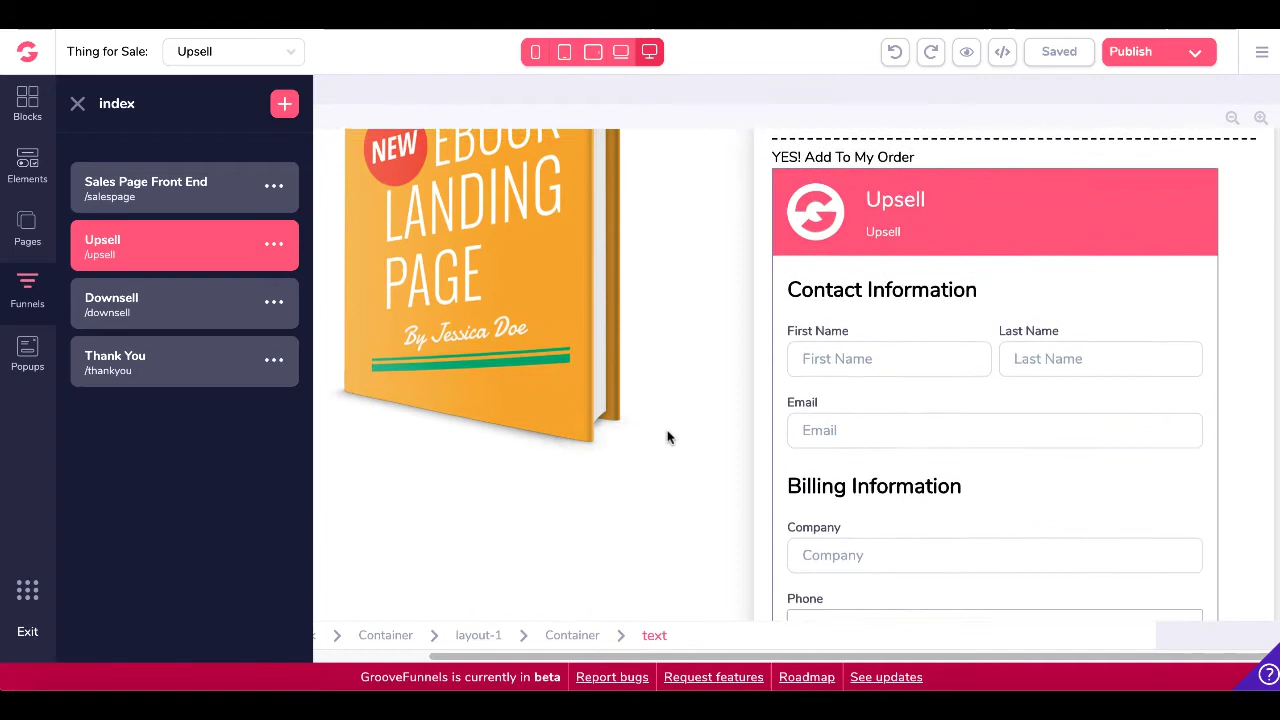 Thing for Sale:
Upsell
Saved
Publish
Blocks
Elements
Pages
Funnels
Popups
Exit
index
Sales Page Front End
/salespage
Upsell
/upsell
Downsell
/downsell
Thank You
/thankyou
NEW
EBOOK
LANDING
PAGE
By Jessica Doe
YES! Add To My Order
Upsell
Upsell
Contact Information
First Name
Last Name
First Name
Last Name
Email
Email
Billing Information
Company
Company
Phone
Container
layout-1
Container
text
GrooveFunnels is currently in beta
Report bugs
Request features
Roadmap
See updates